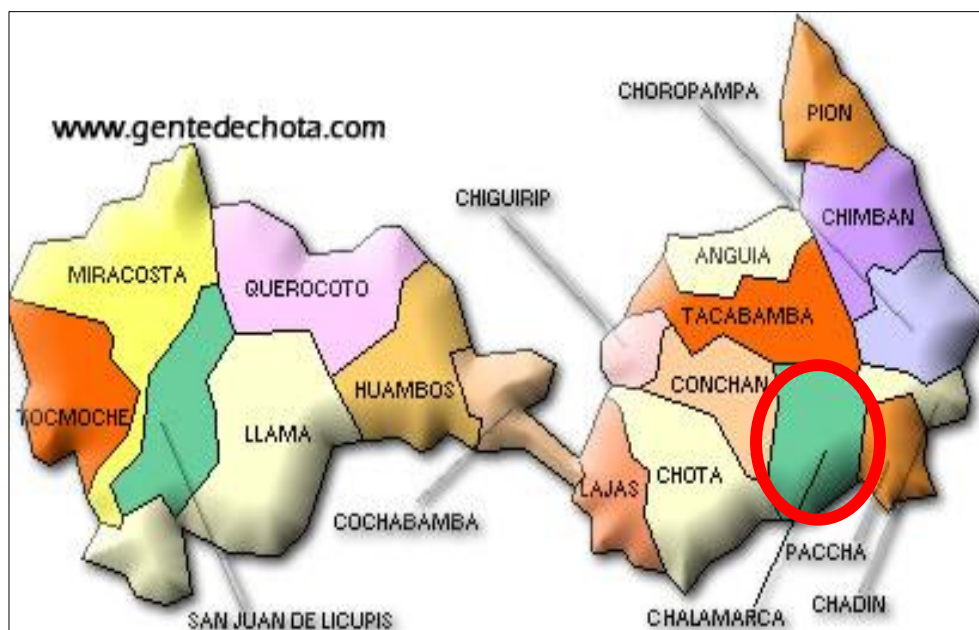 www.gentedechota.com
CHOROPAMPA
PION
CHIGUIRIP
CHIMBAN
MIRACOSTA
QUEROCOTO
ANGUIA
TACABAMBA
TOCMOCHE
LLAMA
HUAMBOS
CONCHAN
LAJAS
CHOTA
COCHABAMBA
PACCHA
CHADIN
SAN JUAN DE LICUPIS
CHALAMARCA